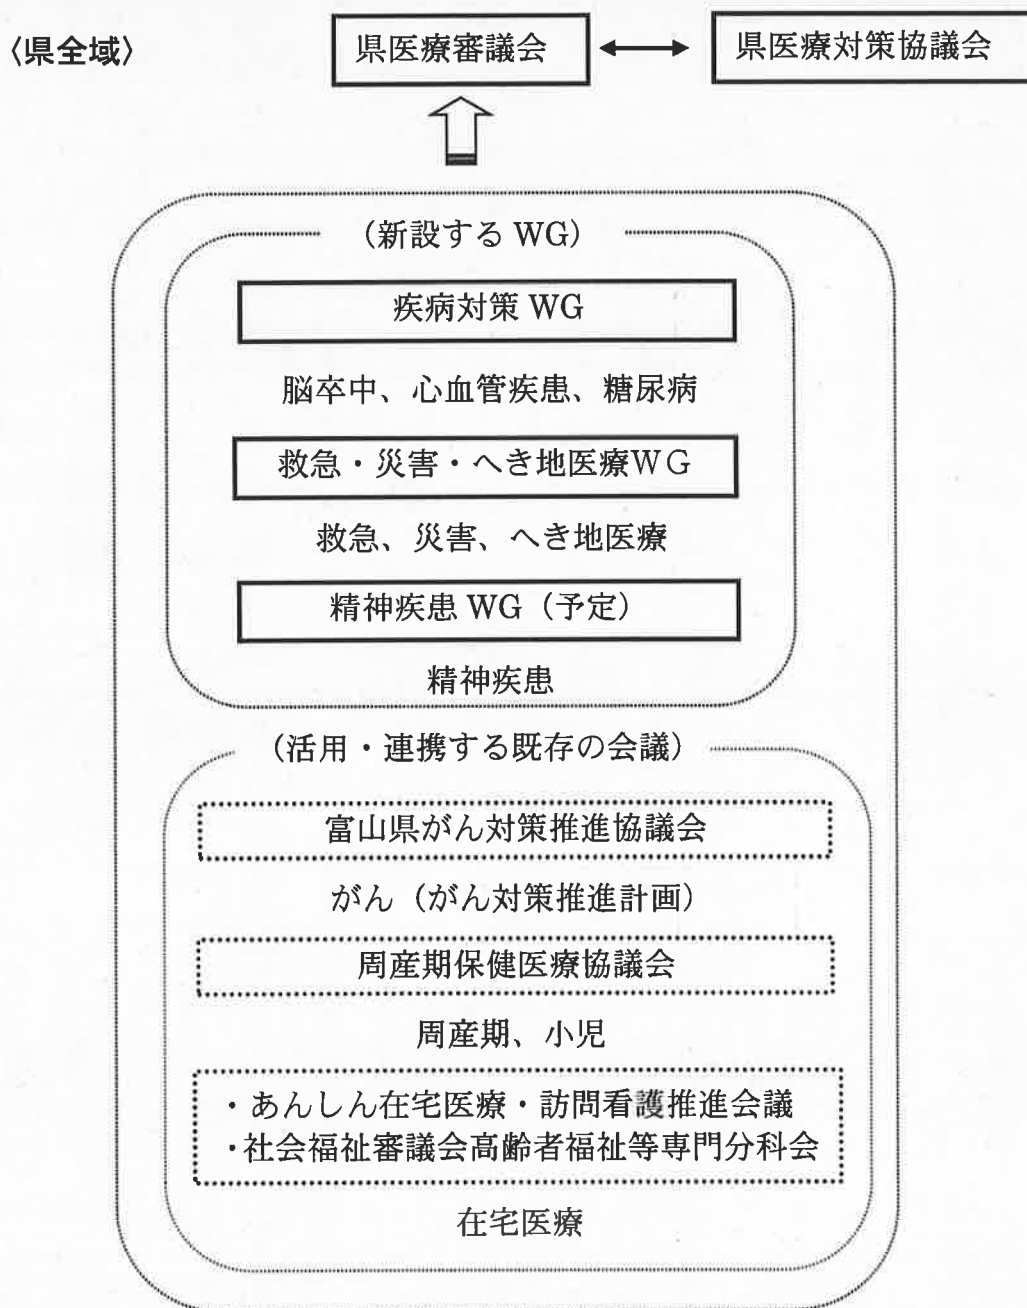 〈県全域〉
県医療審議会
県医療対策協議会
(新設する WG)
疾病対策 WG
脳卒中、心血管疾患、糖尿病
救急・災害・へき地医療WG
救急、災害、へき地医療
精神疾患 WG（予定）
精神疾患
(活用・連携する既存の会議)
富山県がん対策推進協議会
がん（がん対策推進計画）
周産期保健医療協議会
周産期、小児
・あんしん在宅医療・訪問看護推進会議
・社会福祉審議会高齢者福祉等専門分科会
在宅医療